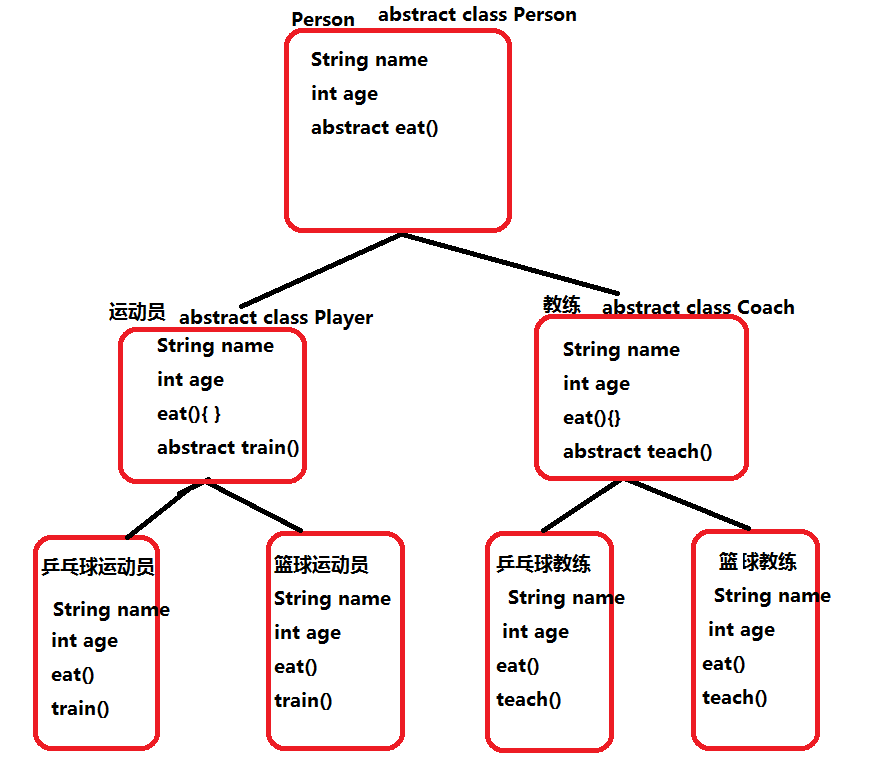 Person abstract class Person
String name
int age
abstract eat()
运动员 abstract class Player
String name
int age
eat(){ }
abstract train()
教练 abstract class Coach
String name
int age
eat(){}
abstract teach()
乒乓球运动员
String name
int age
eat()
train()
篮球运动员
String name
int age
eat()
train()
乒乓球教练
String name
int age
eat()
teach()
篮球教练
String name
int age
eat()
teach()